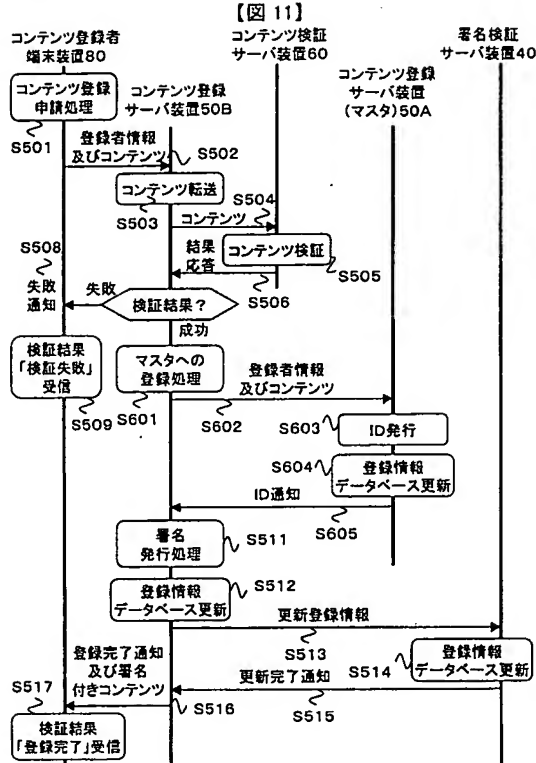 【図 11】
コンテンツ登録者
端末装置80
コンテンツ検証
サーバ装置60
署名検証
サーバ装置40
コンテンツ登録
サーバ装置50B
コンテンツ登録
サーバ装置
(マスタ)50A
コンテンツ登録
申請処理
S501
登録者情報
及びコンテンツ
S502
コンテンツ転送
S503
S504
コンテンツ
コンテンツ検証
S505
結果
応答
S506
S508
失敗
通知
失敗
検証結果?
成功
検証結果
「検証失敗」
受信
S509
マスタへの
登録処理
S601
登録者情報
及びコンテンツ
S602
S603
ID発行
S604
登録情報
データベース更新
ID通知
S605
署名
発行処理
S511
登録情報
データベース更新
S512
更新登録情報
S513
登録情報
データベース更新
S514
更新完了通知
S515
登録完了通知
及び署名
付きコンテンツ
S516
S517
検証結果
「登録完了」受信